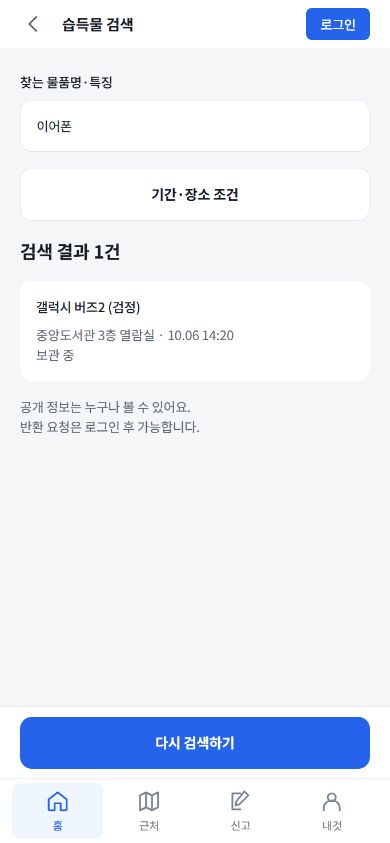 습득물 검색
로그인
찾는 물품명·특징
이어폰
기간·장소 조건
검색 결과 1건
갤럭시 버즈2 (검정)
중앙도서관 3층 열람실 · 10.06 14:20
보관 중
공개 정보는 누구나 볼 수 있어요.
반환 요청은 로그인 후 가능합니다.
다시 검색하기
홈
근처
신고
내것